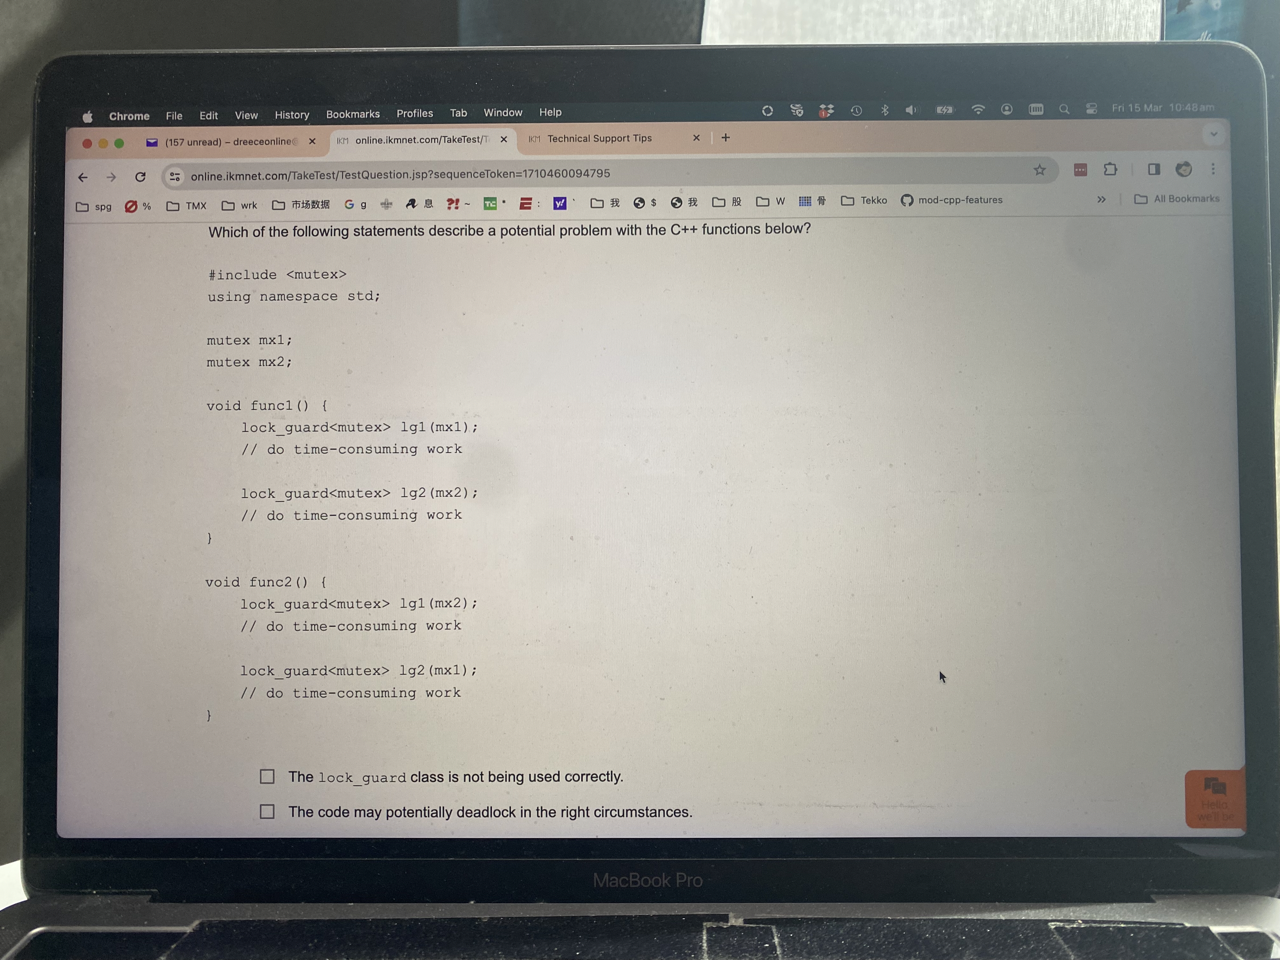 Chrome File Edit View History Bookmarks Profiles Tab Window Help Fri 15 Mar 10:48 am
(157 unread) – dreeceonline online.ikmnet.com/TakeTest/T IKM Technical Support Tips
online.ikmnet.com/TakeTest/TestQuestion.jsp?sequenceToken=1710460094795
spg % TMX wrk 市场数据 G g 息 ?! ~ TC : y! 我 $ 我 股 W 骨 Tekko mod-cpp-features » All Bookmarks
Which of the following statements describe a potential problem with the C++ functions below?
#include <mutex>
using namespace std;
mutex mx1;
mutex mx2;
void func1() {
lock_guard<mutex> lg1(mx1);
// do time-consuming work
lock_guard<mutex> lg2(mx2);
// do time-consuming work
}
void func2() {
lock_guard<mutex> lg1(mx2);
// do time-consuming work
lock_guard<mutex> lg2(mx1);
// do time-consuming work
}
The lock_guard class is not being used correctly.
The code may potentially deadlock in the right circumstances.
Hello,
we'll be
MacBook Pro